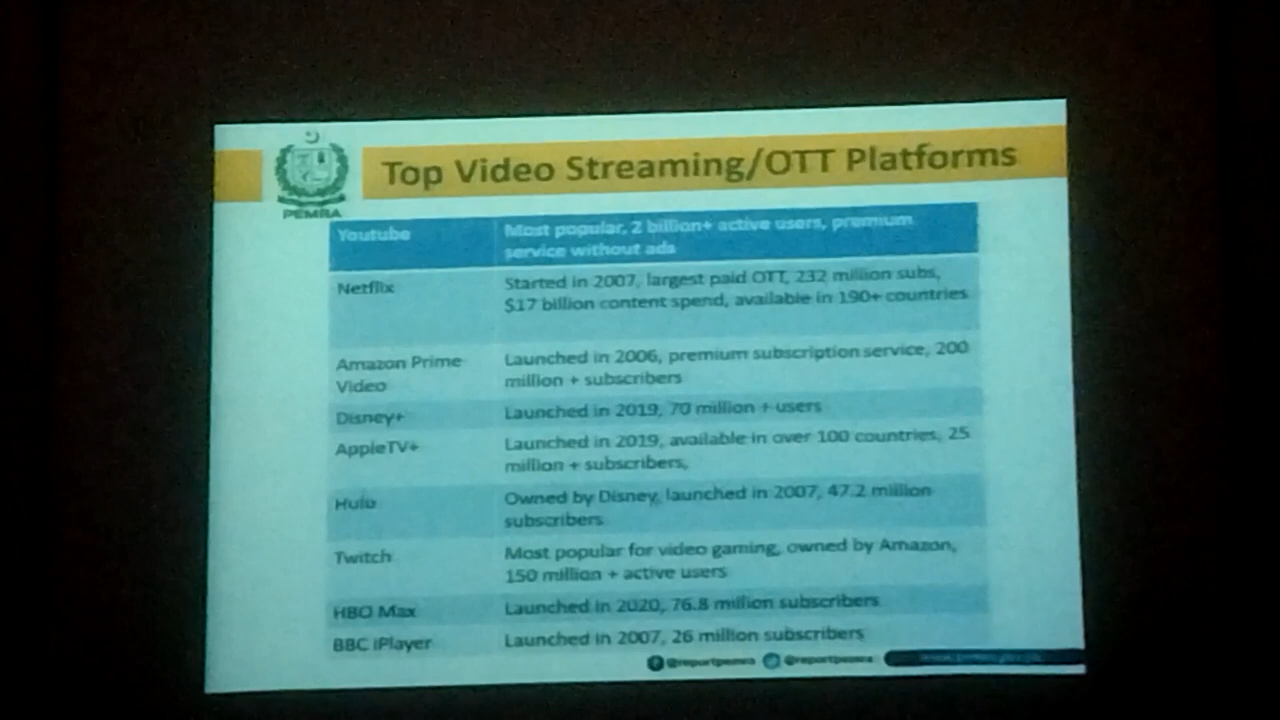 PEMRA
Top Video Streaming/OTT Platforms
Youtube
Most popular, 2 billion+ active users, premium
service without ads
Netflix
Started in 2007, largest paid OTT, 232 million subs,
$17 billion content spend, available in 190+ countries
Amazon Prime
Video
Launched in 2006, premium subscription service, 200
million + subscribers
Disney+
Launched in 2019, 70 million + users
AppleTV+
Launched in 2019, available in over 100 countries, 25
million + subscribers,
Hulu
Owned by Disney, launched in 2007, 47.2 million
subscribers
Twitch
Most popular for video gaming, owned by Amazon,
150 million + active users
HBO Max
Launched in 2020, 76.8 million subscribers
BBC iPlayer
Launched in 2007, 26 million subscribers
@reportpemra @reportpemra